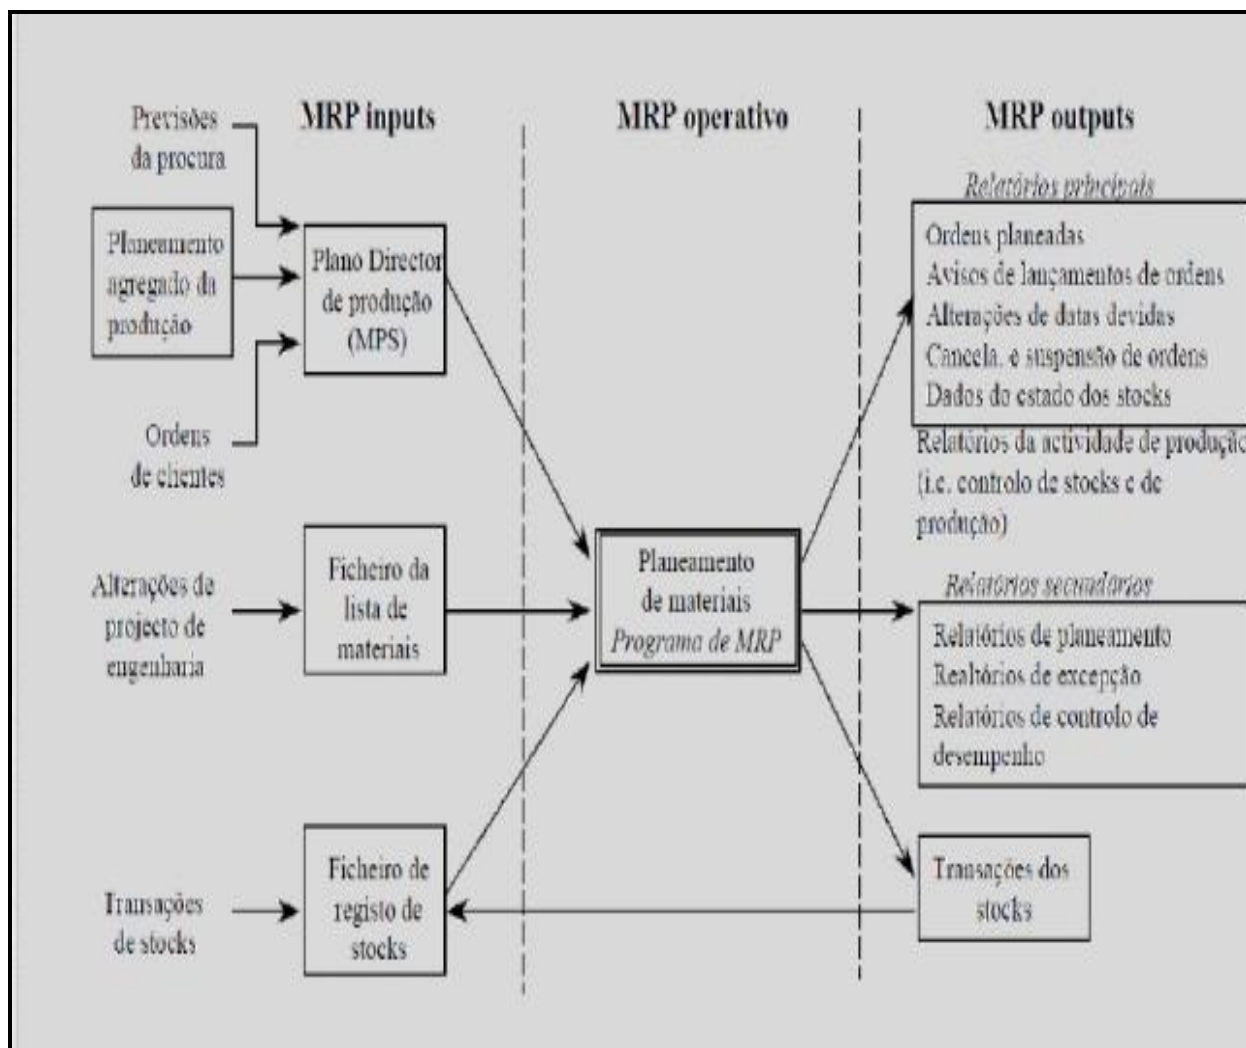 MRP inputs
MRP operativo
MRP outputs
Previsões
da procura
Planeamento
agregado da
produção
Ordens
de clientes
Plano Director
de produção
(MPS)
Alterações de
projecto de
engenharia
Ficheiro da
lista de
materiais
Transações
de stocks
Ficheiro de
registo de
stocks
Planeamento
de materiais
Programa de MRP
Relatórios principais
Ordens planeadas
Avisos de lançamentos de ordens
Alterações de datas devidas
Cancela. e suspensão de ordens
Dados do estado dos stocks
Relatórios da actividade de produção
(i.e. controlo de stocks e de
produção)
Relatórios secundários
Relatórios de planeamento
Realtórios de excepção
Relatórios de controlo de
desempenho
Transações dos
stocks